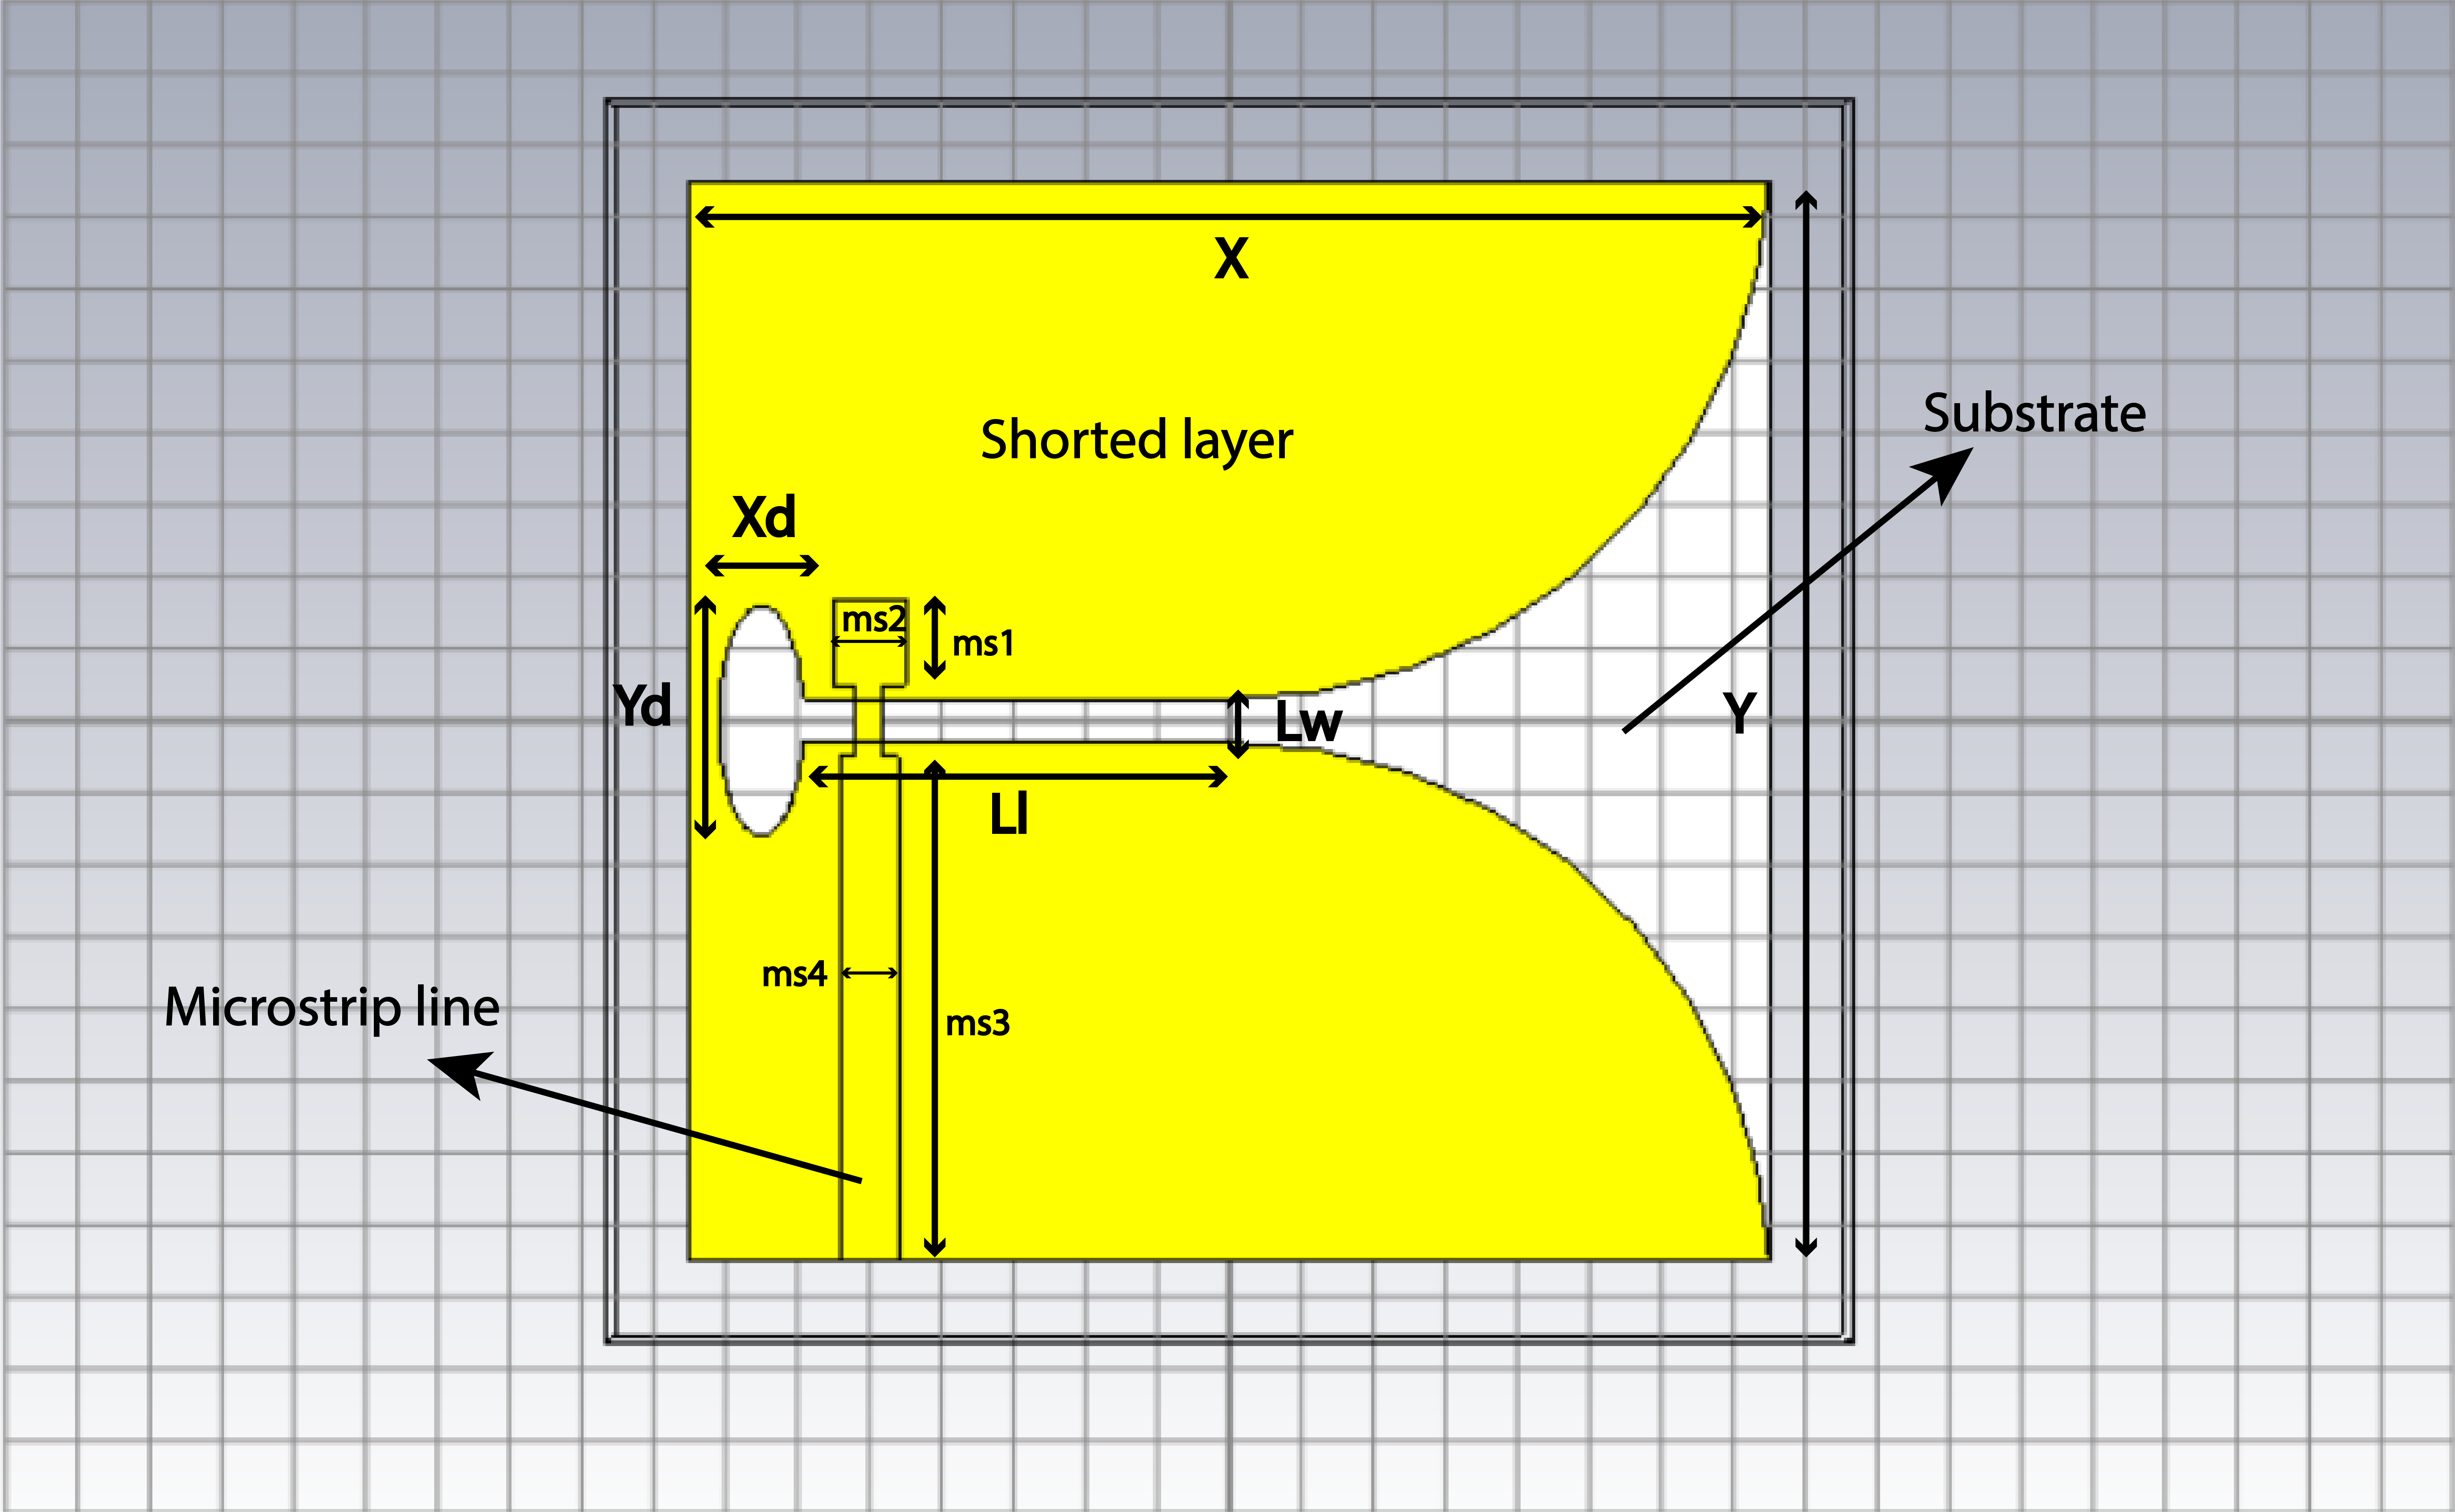 X
Shorted layer
Substrate
Xd
ms2
ms1
Yd
Lw
Y
Ll
ms4
Microstrip line
ms3